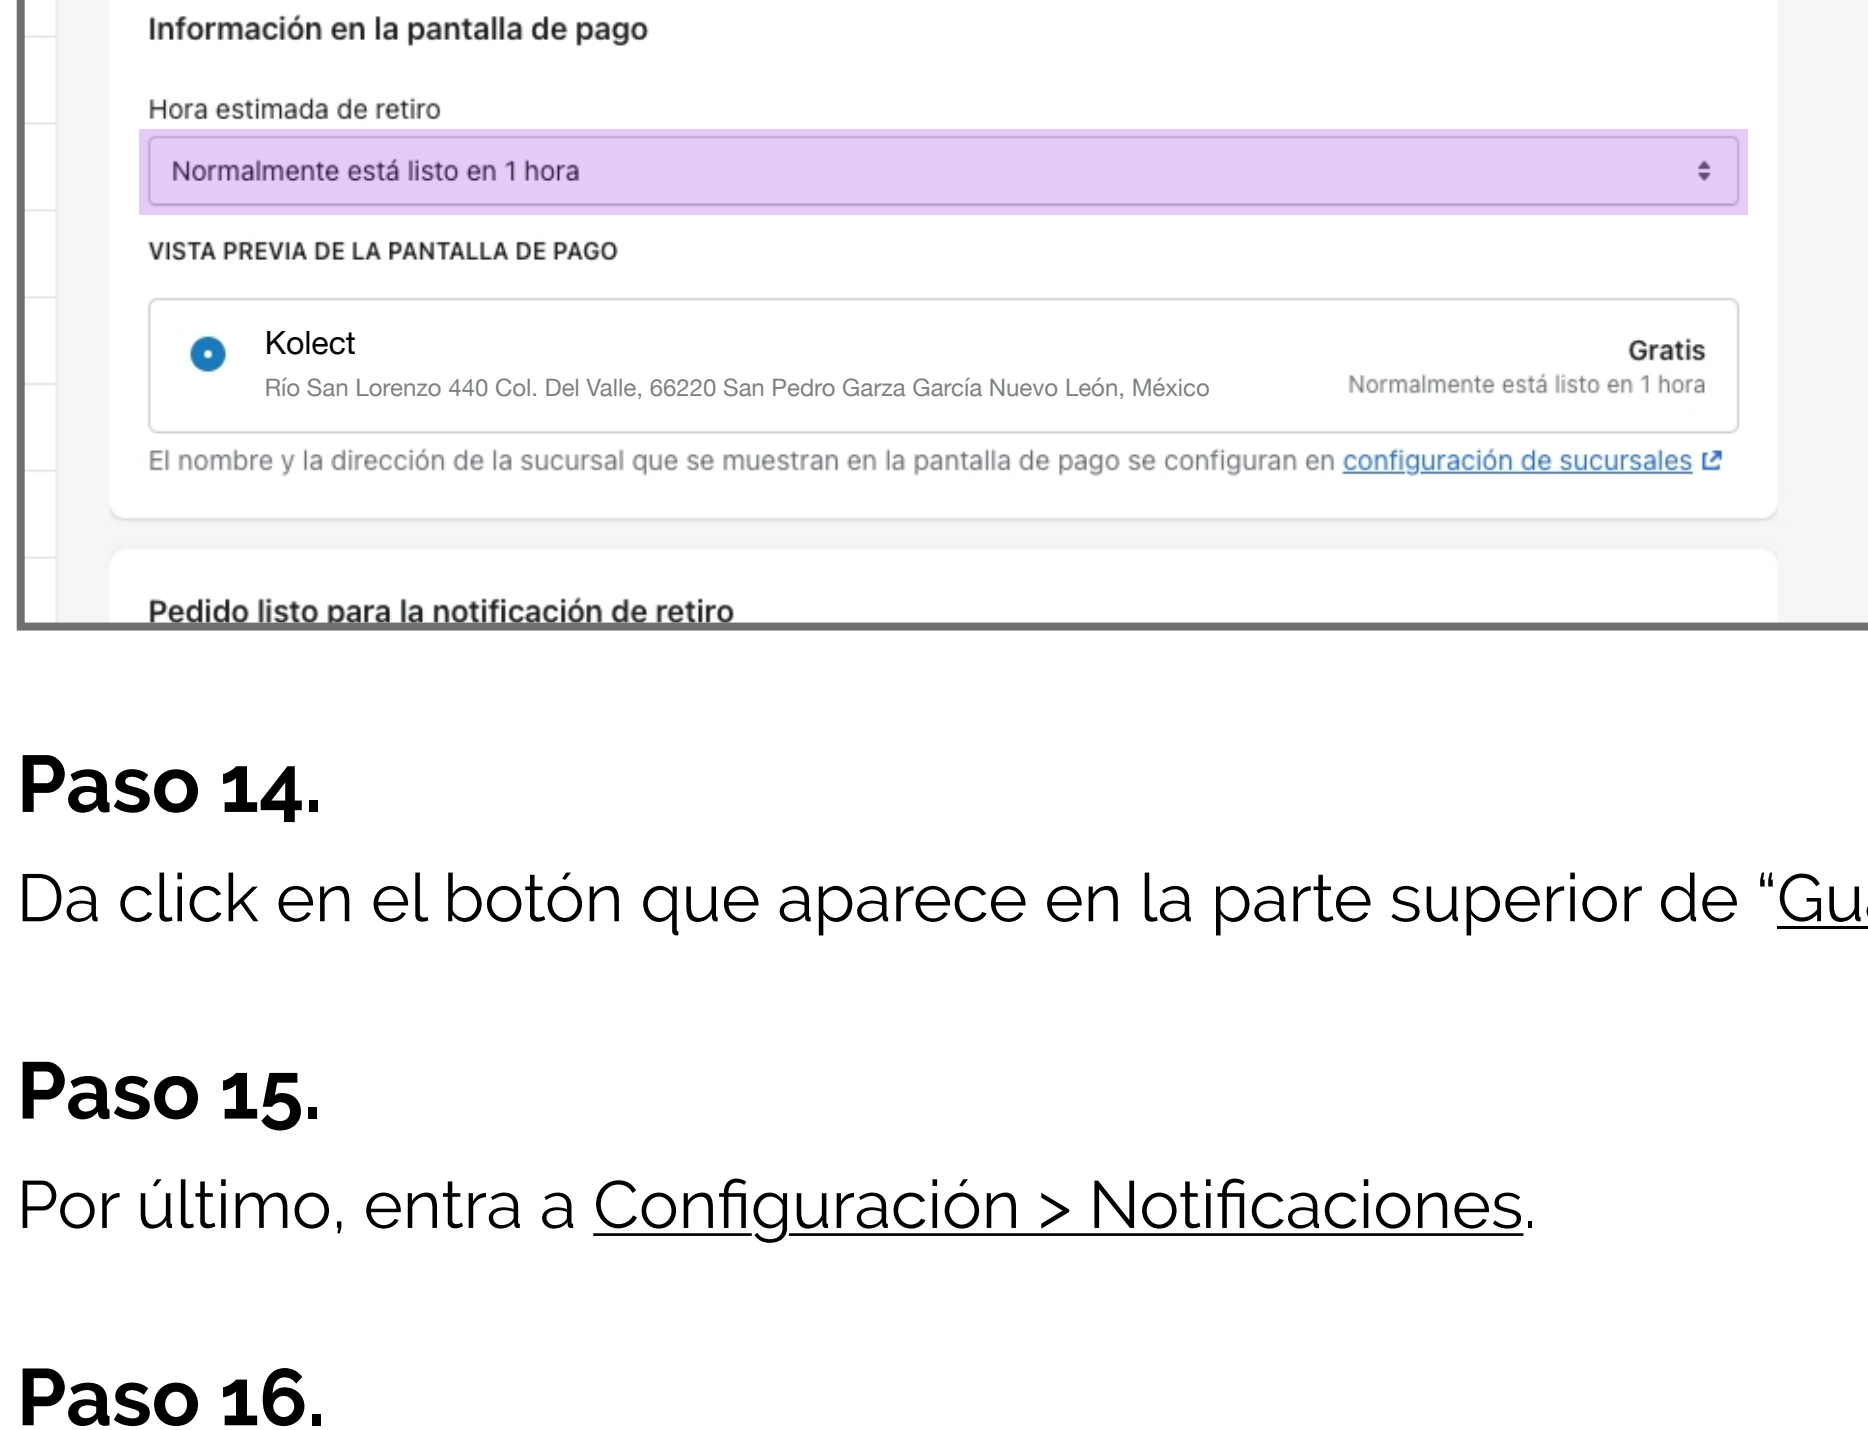 Información en la pantalla de pago
Hora estimada de retiro
Normalmente está listo en 1 hora
VISTA PREVIA DE LA PANTALLA DE PAGO
Kolect
Gratis
Río San Lorenzo 440 Col. Del Valle, 66220 San Pedro Garza García Nuevo León, México
Normalmente está listo en 1 hora
El nombre y la dirección de la sucursal que se muestran en la pantalla de pago se configuran en configuración de sucursales
Pedido listo para la notificación de retiro
Paso 14.
Da click en el botón que aparece en la parte superior de “
Paso 15.
Por último, entra a Configuración > Notificaciones.
Paso 16.